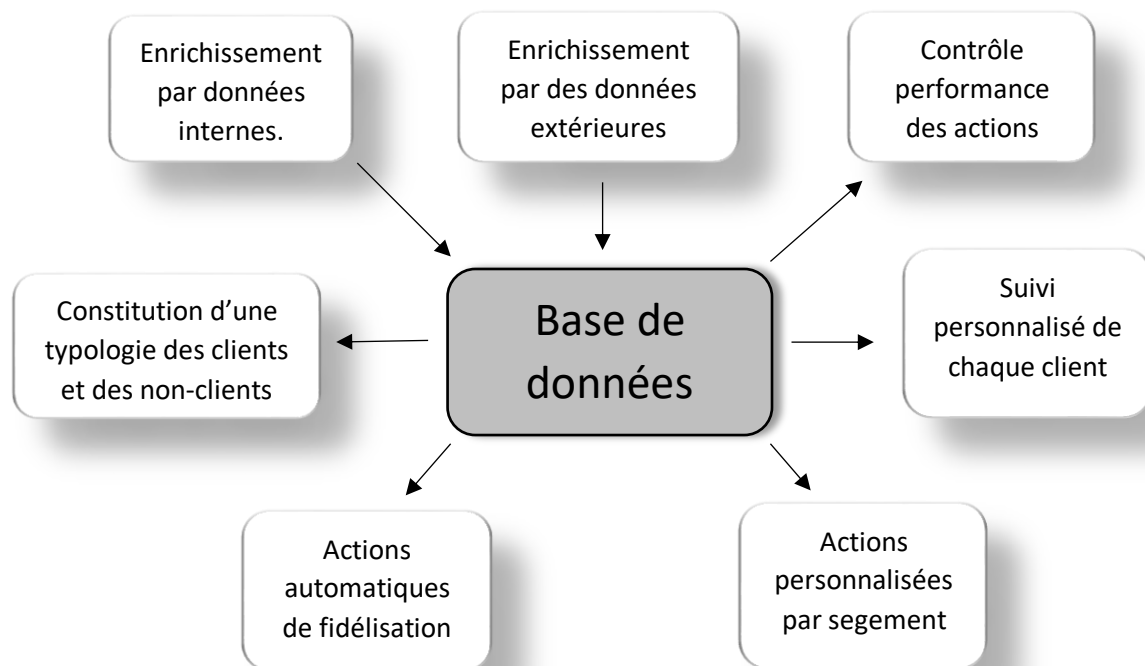 Enrichissement
par données
internes.
Enrichissement
par des données
extérieures
Contrôle
performance
des actions
Constitution d’une
typologie des clients
et des non-clients
Base de
données
Suivi
personnalisé de
chaque client
Actions
automatiques
de fidélisation
Actions
personnalisées
par segement